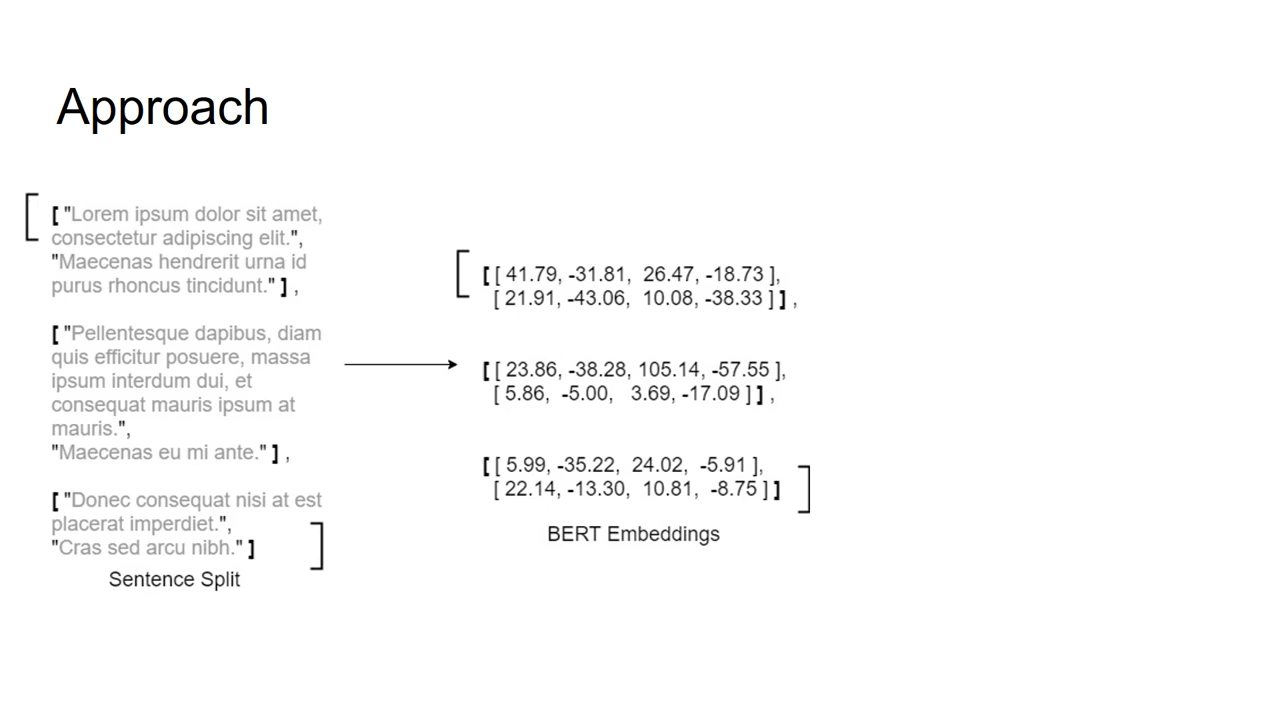 Approach
[ "Lorem ipsum dolor sit amet,
consectetur adipiscing elit.",
"Maecenas hendrerit urna id
purus rhoncus tincidunt." ] ,
[ "Pellentesque dapibus, diam
quis efficitur posuere, massa
ipsum interdum dui, et
consequat mauris ipsum at
mauris.",
"Maecenas eu mi ante." ] ,
[ "Donec consequat nisi at est
placerat imperdiet.",
"Cras sed arcu nibh." ]
Sentence Split
[ [ 41.79, -31.81, 26.47, -18.73 ],
[ 21.91, -43.06, 10.08, -38.33 ] ] ,
[ [ 23.86, -38.28, 105.14, -57.55 ],
[ 5.86, -5.00, 3.69, -17.09 ] ] ,
[ [ 5.99, -35.22, 24.02, -5.91 ],
[ 22.14, -13.30, 10.81, -8.75 ] ]
BERT Embeddings